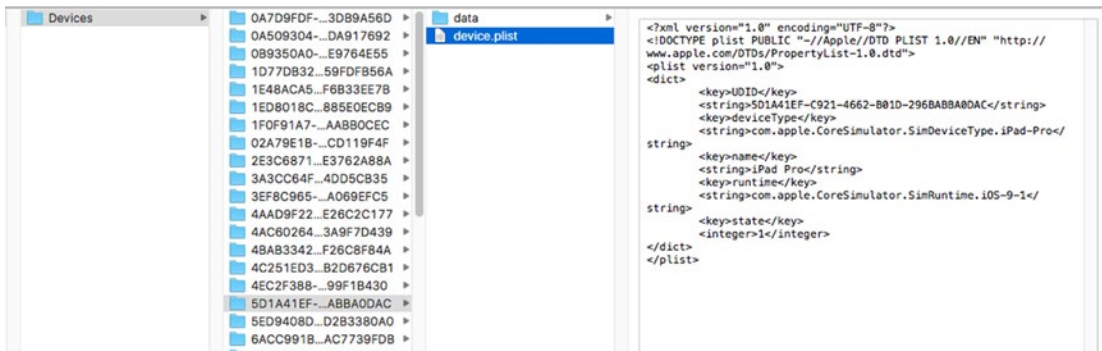 Devices
0A7D9FDF-...3DB9A56D
0A509304-...DA917692
0B9350A0-...E9764E55
1D77DB32...59FDFB56A
1E48ACA5...F6B33EE7B
1ED8018C...885E0ECB9
1F0F91A7-...AABB0CEC
02A79E1B-...CD119F4F
2E3C6871...E3762A88A
3A3CC64F...4DD5CB35
3EF8C965-...A069EFC5
4AAD9F22...E26C2C177
4AC60264...3A9F7D439
4BAB3342...F26C8F84A
4C251ED3...B2D676CB1
4EC2F388-...99F1B430
5D1A41EF-...ABBA0DAC
5ED9408D...D2B3380A0
6ACC991B...AC7739FDB
data
device.plist
<?xml version="1.0" encoding="UTF-8"?>
<!DOCTYPE plist PUBLIC "-//Apple//DTD PLIST 1.0//EN" "http://
www.apple.com/DTDs/PropertyList-1.0.dtd">
<plist version="1.0">
<dict>
<key>UDID</key>
<string>5D1A41EF-C921-4662-B01D-296BABBA0DAC</string>
<key>deviceType</key>
<string>com.apple.CoreSimulator.SimDeviceType.iPad-Pro</
string>
<key>name</key>
<string>iPad Pro</string>
<key>runtime</key>
<string>com.apple.CoreSimulator.SimRuntime.iOS-9-1</
string>
<key>state</key>
<integer>1</integer>
</dict>
</plist>